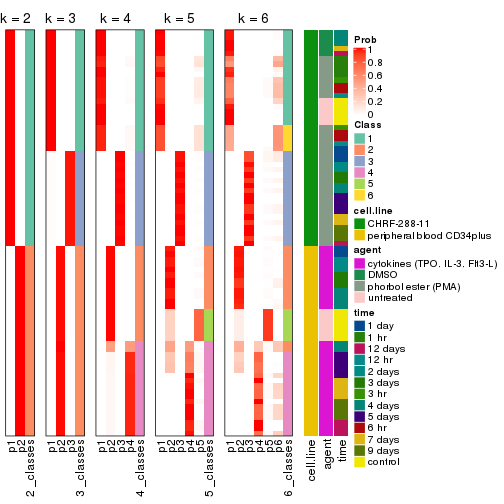 k = 2
k = 3
k = 4
k = 5
k = 6
p1
p2
2_classes
p1
p2
p3
3_classes
p1
p2
p3
p4
4_classes
p1
p2
p3
p4
p5
5_classes
p1
p2
p3
p4
p5
p6
6_classes
cell.line
agent
time
Prob
1
0.8
0.6
0.4
0.2
0
Class
1
2
3
4
5
6
cell.line
CHRF-288-11
peripheral blood CD34plus
agent
cytokines (TPO, IL-3, Flt3-L)
DMSO
phorbol ester (PMA)
untreated
time
1 day
1 hr
12 days
12 hr
2 days
3 days
3 hr
4 days
5 days
6 hr
7 days
9 days
control